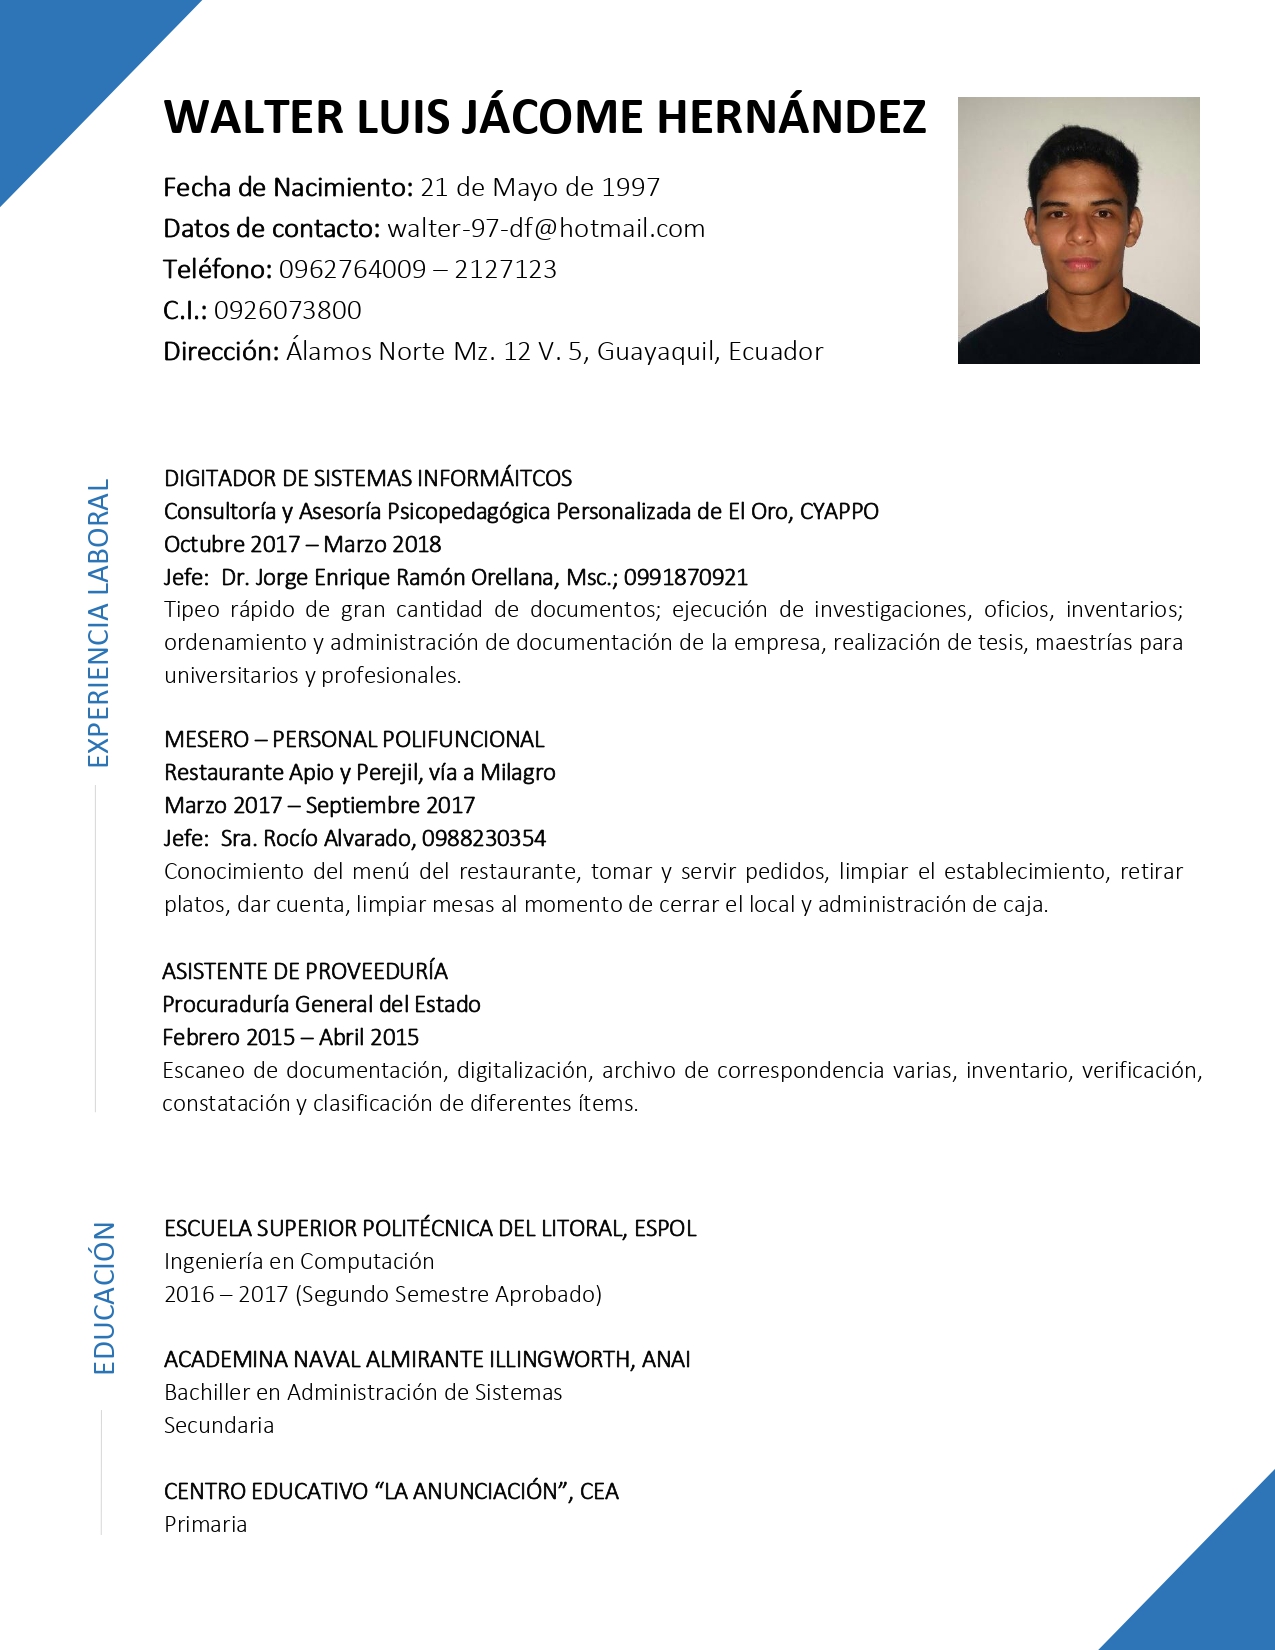 WALTER LUIS JÁCOME HERNÁNDEZ
Fecha de Nacimiento: 21 de Mayo de 1997
Datos de contacto: walter-97-df@hotmail.com
Teléfono: 0962764009 – 2127123
C.I.: 0926073800
Dirección: Álamos Norte Mz. 12 V. 5, Guayaquil, Ecuador
EXPERIENCIA LABORAL
DIGITADOR DE SISTEMAS INFORMÁITCOS
Consultoría y Asesoría Psicopedagógica Personalizada de El Oro, CYAPPO
Octubre 2017 – Marzo 2018
Jefe:  Dr. Jorge Enrique Ramón Orellana, Msc.; 0991870921
Tipeo rápido de gran cantidad de documentos; ejecución de investigaciones, oficios, inventarios;
ordenamiento y administración de documentación de la empresa, realización de tesis, maestrías para
universitarios y profesionales.
MESERO – PERSONAL POLIFUNCIONAL
Restaurante Apio y Perejil, vía a Milagro
Marzo 2017 – Septiembre 2017
Jefe:  Sra. Rocío Alvarado, 0988230354
Conocimiento del menú del restaurante, tomar y servir pedidos, limpiar el establecimiento, retirar
platos, dar cuenta, limpiar mesas al momento de cerrar el local y administración de caja.
ASISTENTE DE PROVEEDURÍA
Procuraduría General del Estado
Febrero 2015 – Abril 2015
Escaneo de documentación, digitalización, archivo de correspondencia varias, inventario, verificación,
constatación y clasificación de diferentes ítems.
EDUCACIÓN
ESCUELA SUPERIOR POLITÉCNICA DEL LITORAL, ESPOL
Ingeniería en Computación
2016 – 2017 (Segundo Semestre Aprobado)
ACADEMINA NAVAL ALMIRANTE ILLINGWORTH, ANAI
Bachiller en Administración de Sistemas
Secundaria
CENTRO EDUCATIVO “LA ANUNCIACIÓN”, CEA
Primaria